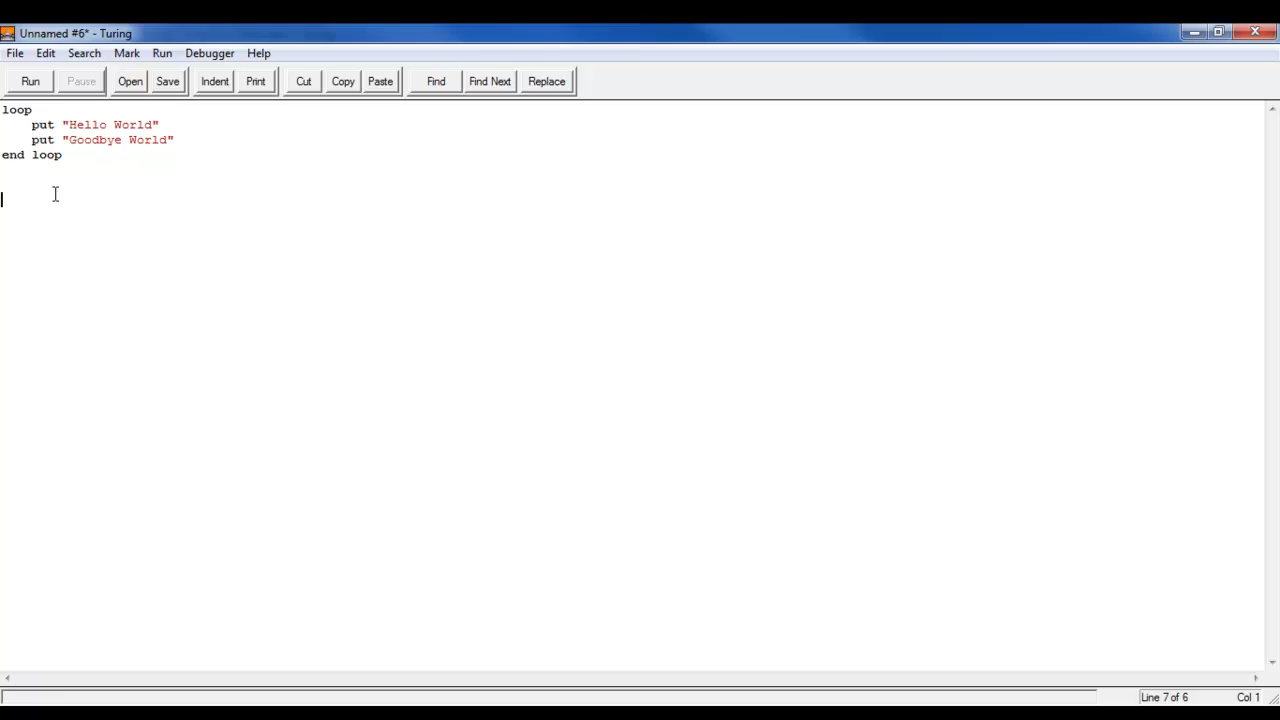 Unnamed #6* - Turing
File Edit Search Mark Run Debugger Help
Run Pause Open Save Indent Print Cut Copy Paste Find Find Next Replace
loop
    put "Hello World"
    put "Goodbye World"
end loop
Line 7 of 6 Col 1